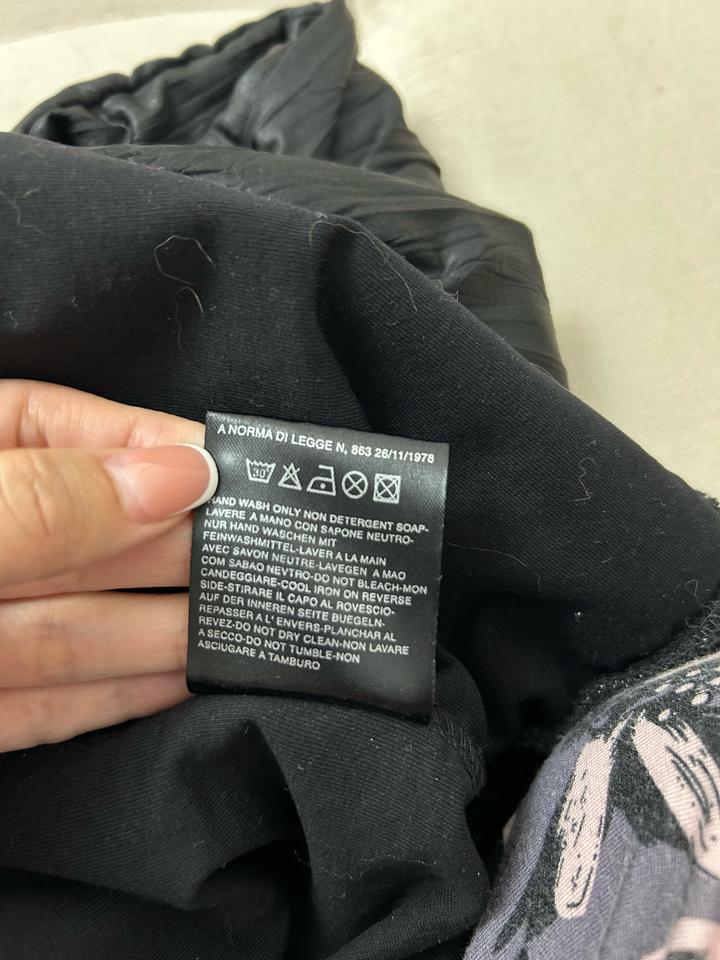 A NORMA DI LEGGE N, 863 26/11/1978
30°
HAND WASH ONLY NON DETERGENT SOAP-
LAVERE A MANO CON SAPONE NEUTRO-
NUR HAND WASCHEN MIT
FEINWASHMITTEL-LAVER A LA MAIN
AVEC SAVON NEUTRE-LAVEGEN A MAO
COM SABAO NEVTRO-DO NOT BLEACH-MON
CANDEGGIARE-COOL IRON ON REVERSE
SIDE-STIRARE IL CAPO AL ROVESCIO-
AUF DER INNEREN SEITE BUEGELN-
REPASSER A L' ENVERS-PLANCHAR AL
REVEZ-DO NOT DRY CLEAN-NON LAVARE
A SECCO-DO NOT TUMBLE-NON
ASCIUGARE A TAMBURO